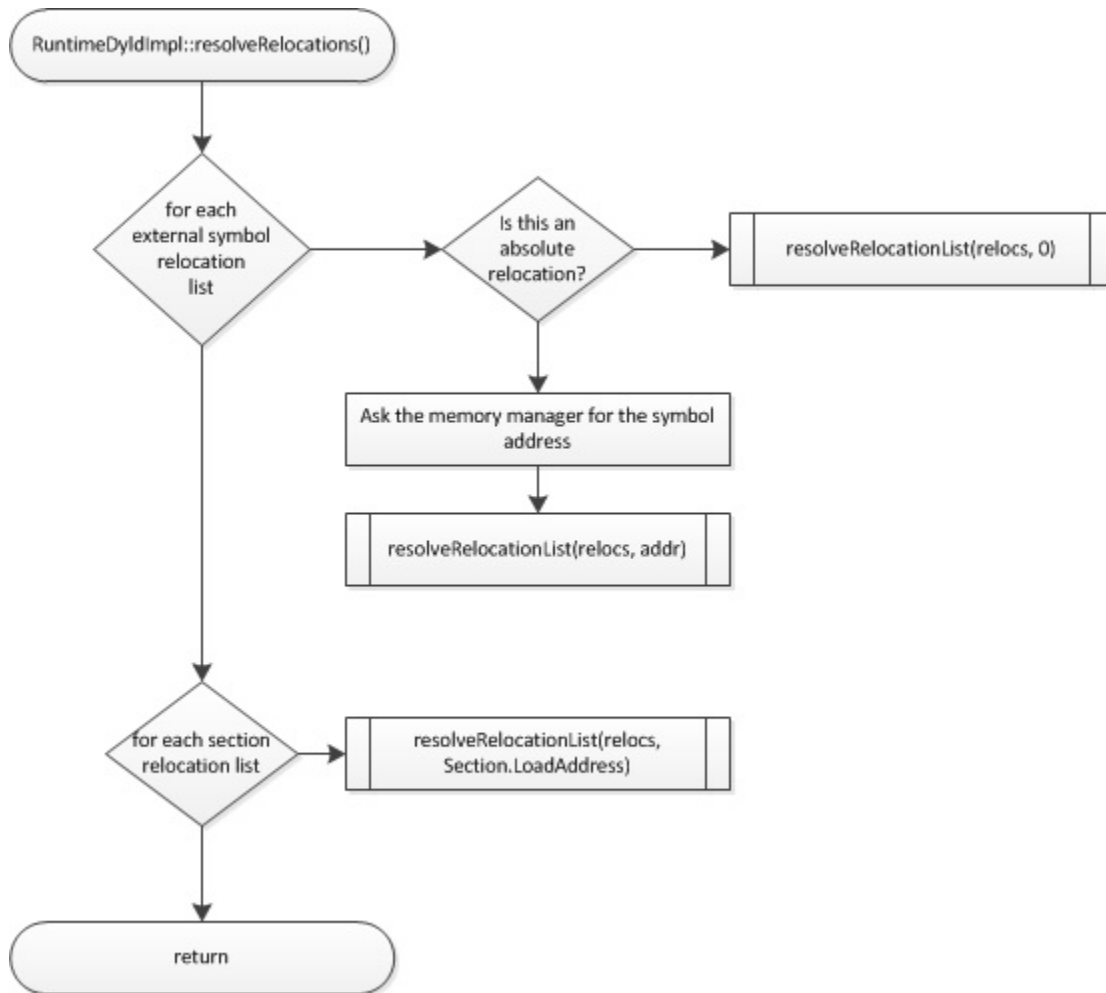 RuntimeDyldImpl::resolveRelocations()
for each
external symbol
relocation
list
Is this an
absolute
relocation?
resolveRelocationList(relocs, 0)
Ask the memory manager for the symbol
address
resolveRelocationList(relocs, addr)
for each section
relocation list
resolveRelocationList(relocs,
Section.LoadAddress)
return